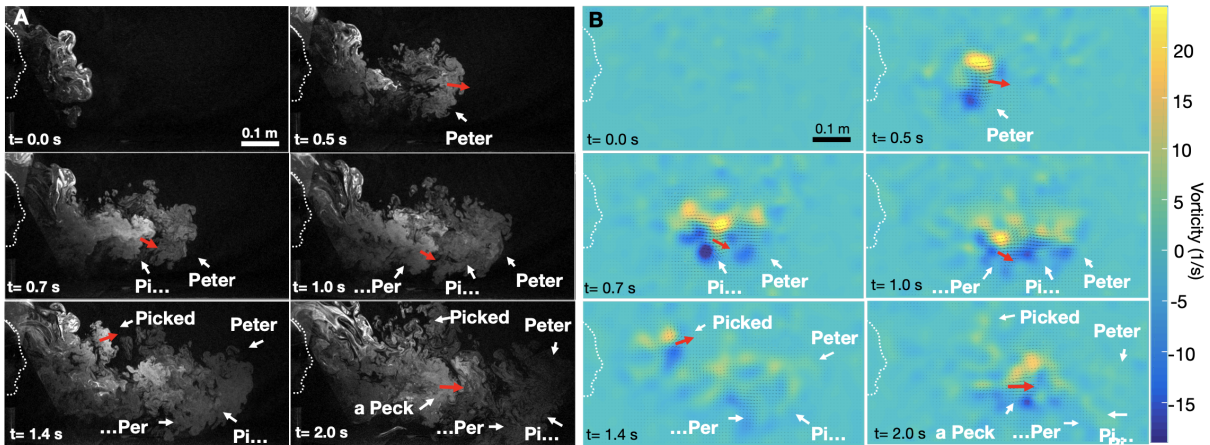 A
t= 0.0 s
0.1 m
t= 0.5 s
Peter
t= 0.7 s
Pi...
Peter
t= 1.0 s
...Per
Pi...
Peter
t= 1.4 s
Picked
Peter
...Per
Pi...
t= 2.0 s
Picked
Peter
a Peck
...Per
Pi...
B
t= 0.0 s
0.1 m
t= 0.5 s
Peter
t= 0.7 s
Pi...
Peter
t= 1.0 s
...Per
Pi...
t= 1.4 s
Picked
Peter
...Per
Pi...
t= 2.0 s
Picked
Peter
a Peck
...Per
Pi...
20
15
10
5
0
-5
-10
-15
Vorticity (1/s)